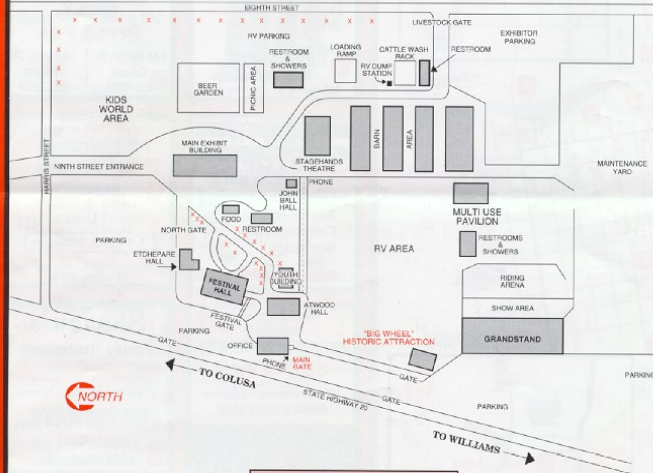 EIGHTH STREET
LIVESTOCK GATE
EXHIBITOR
PARKING
RV PARKING
RESTROOM
&
SHOWERS
LOADING
RAMP
CATTLE WASH
RACK
RESTROOM
RV DUMP
STATION
BEER
GARDEN
PICNIC AREA
KIDS
WORLD
AREA
MAIN EXHIBIT
BUILDING
STAGEHANDS
THEATRE
BARN
AREA
HARRIS STREET
NINTH STREET ENTRANCE
MAINTENANCE
YARD
PHONE
JOHN
BALL
HALL
MULTI USE
PAVILION
FOOD
RESTROOM
NORTH GATE
PARKING
RV AREA
RESTROOMS
&
SHOWERS
ETCHEPARE
HALL
YOUTH
BUILDING
FESTIVAL
HALL
RIDING
ARENA
ATWOOD
HALL
SHOW AREA
FESTIVAL
GATE
PARKING
GATE
OFFICE
"BIG WHEEL"
HISTORIC ATTRACTION
GRANDSTAND
PHONE
MAIN
GATE
TO COLUSA
GATE
PARKING
NORTH
STATE HIGHWAY 20
GATE
PARKING
TO WILLIAMS